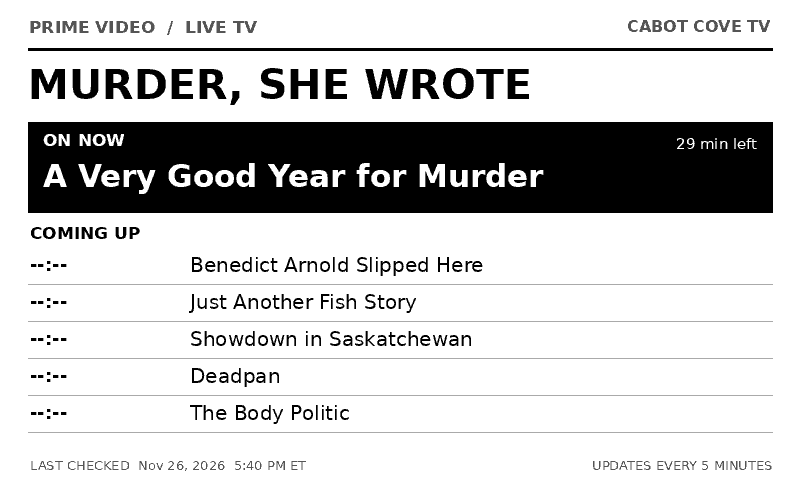 PRIME VIDEO / LIVE TV
CABOT COVE TV
MURDER, SHE WROTE
ON NOW
29 min left
A Very Good Year for Murder
COMING UP
--:-- Benedict Arnold Slipped Here
--:-- Just Another Fish Story
--:-- Showdown in Saskatchewan
--:-- Deadpan
--:-- The Body Politic
LAST CHECKED Nov 26, 2026 5:40 PM ET
UPDATES EVERY 5 MINUTES